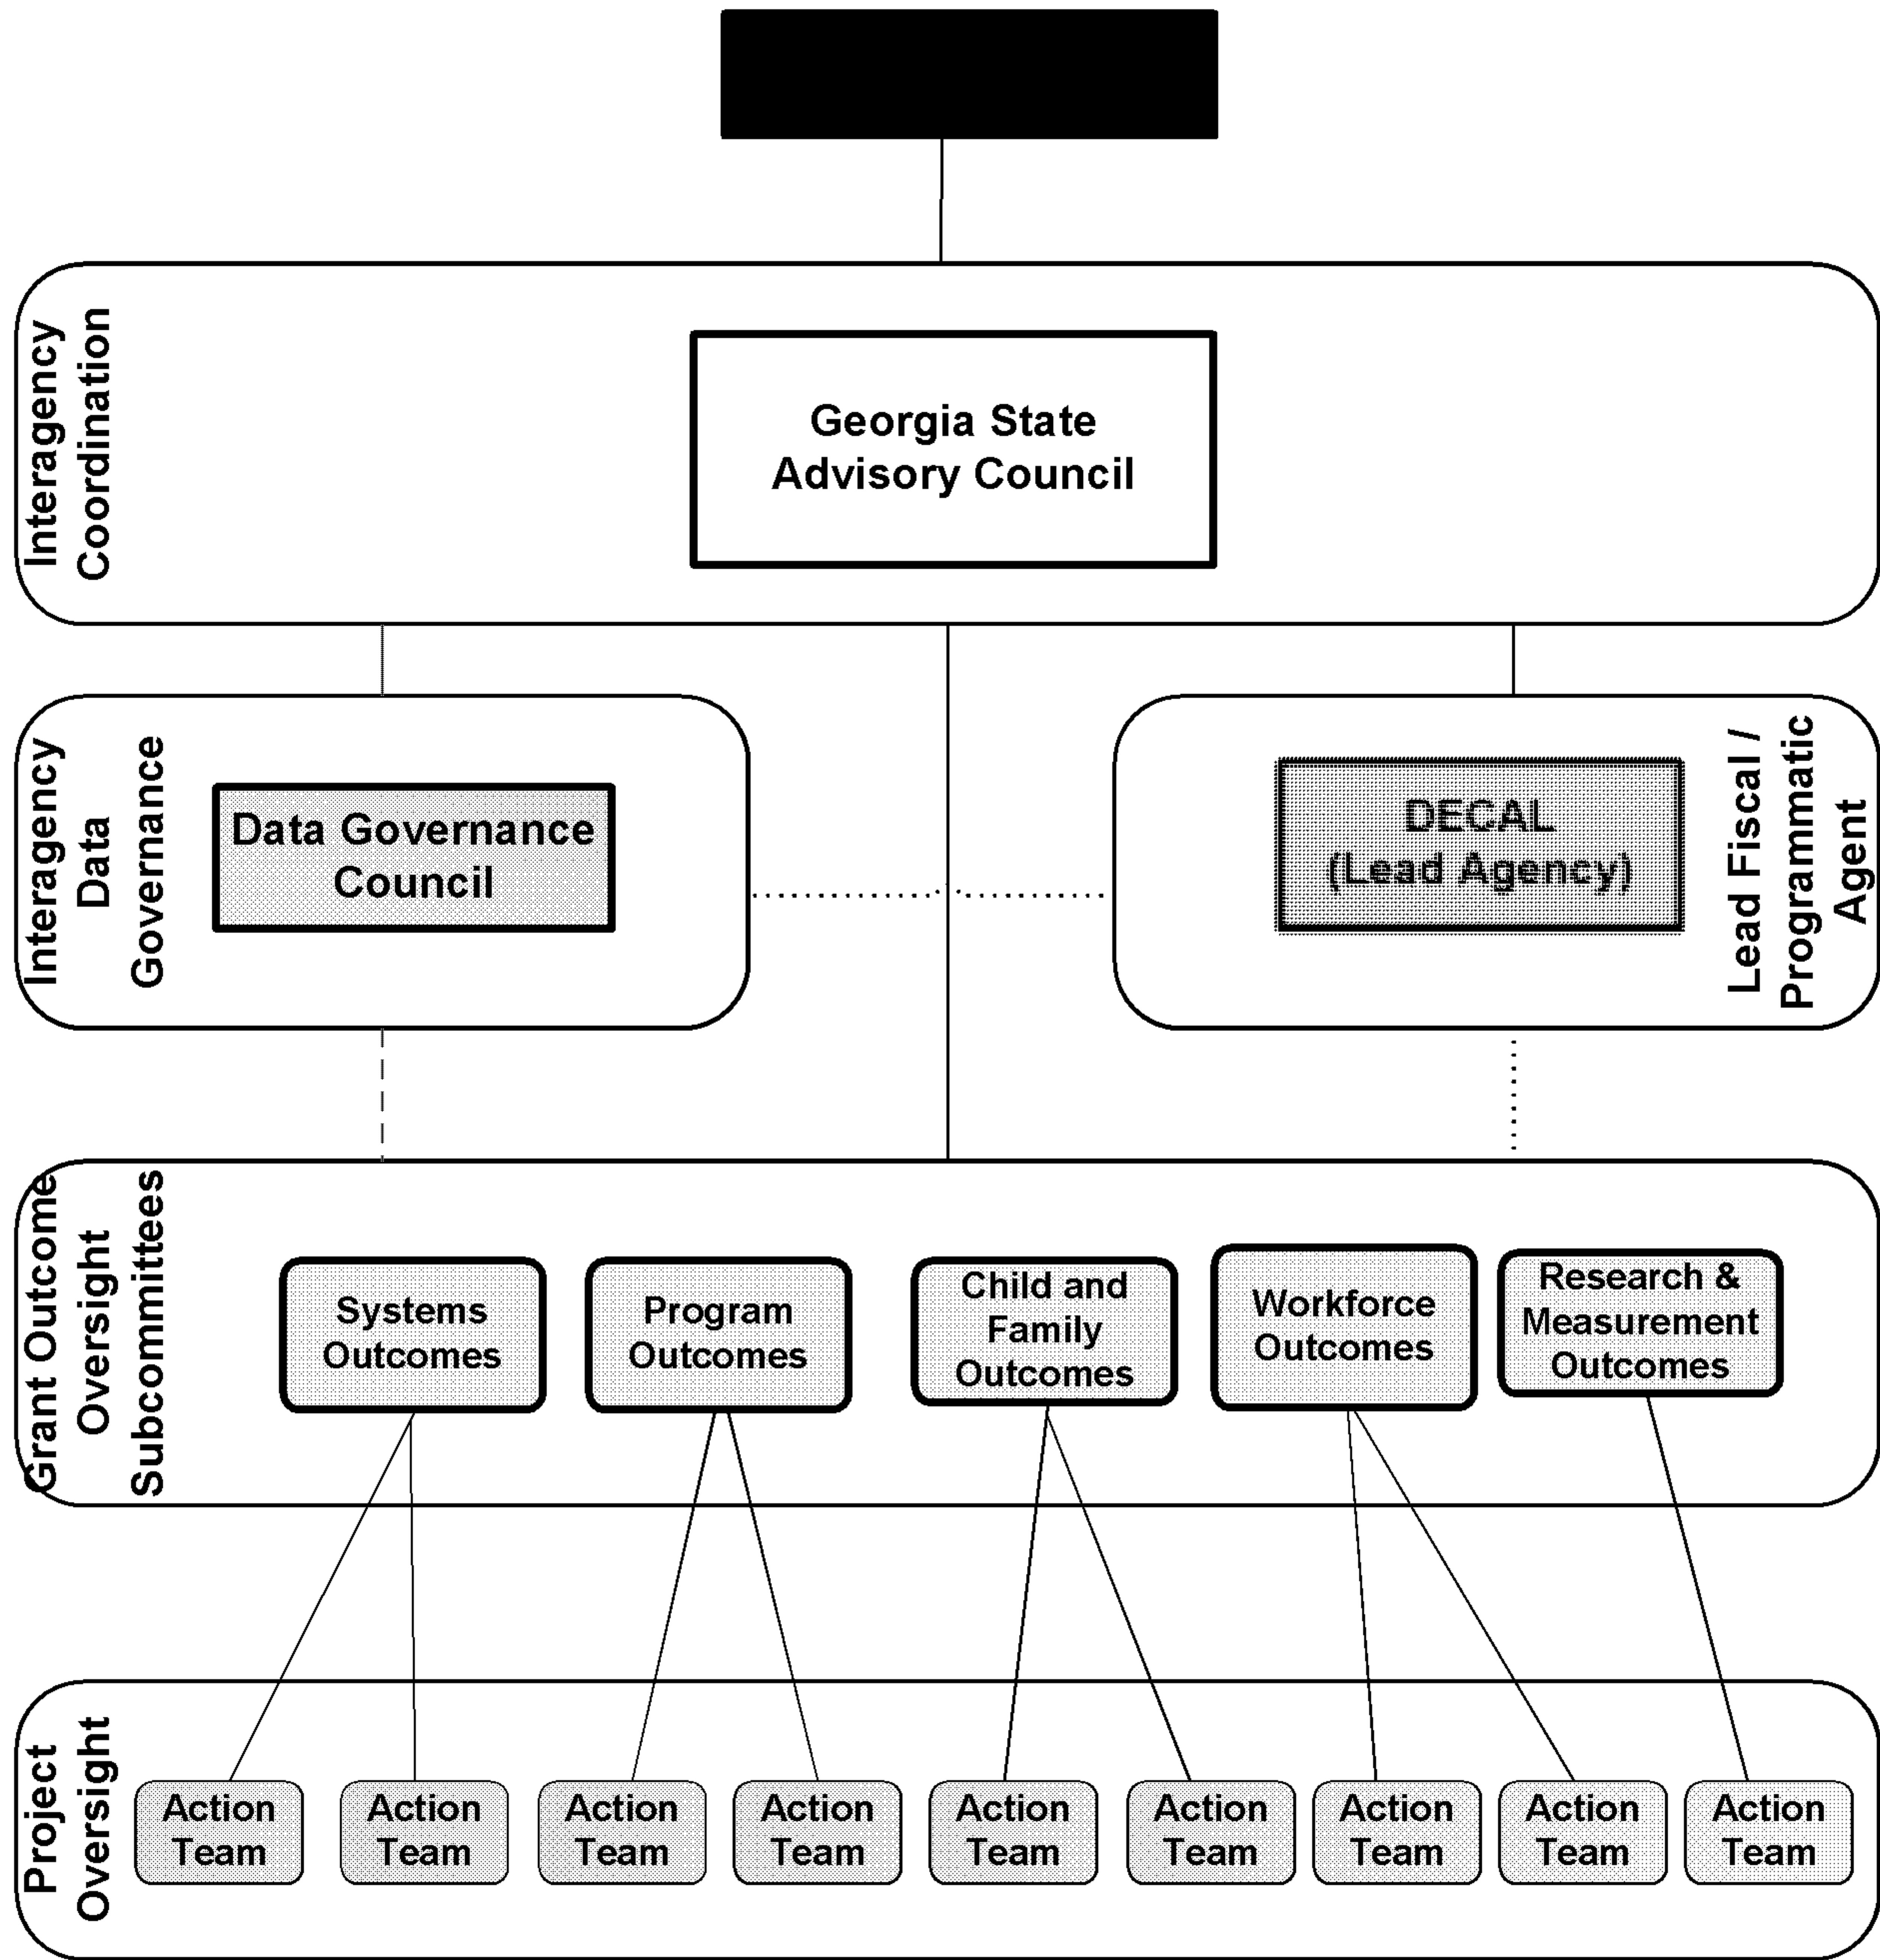 Interagency
Coordination
Georgia State
Advisory Council
Interagency
Data
Governance
Data Governance
Council
DECAL
(Lead Agency)
Lead Fiscal /
Programmatic
Agent
Grant Outcome
Oversight
Subcommittees
Systems
Outcomes
Program
Outcomes
Child and
Family
Outcomes
Workforce
Outcomes
Research &
Measurement
Outcomes
Project
Oversight
Action
Team
Action
Team
Action
Team
Action
Team
Action
Team
Action
Team
Action
Team
Action
Team
Action
Team